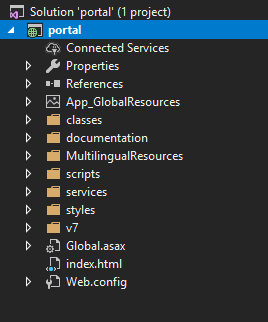 Solution 'portal' (1 project)
portal
Connected Services
Properties
References
App_GlobalResources
classes
documentation
MultilingualResources
scripts
services
styles
v7
Global.asax
index.html
Web.config